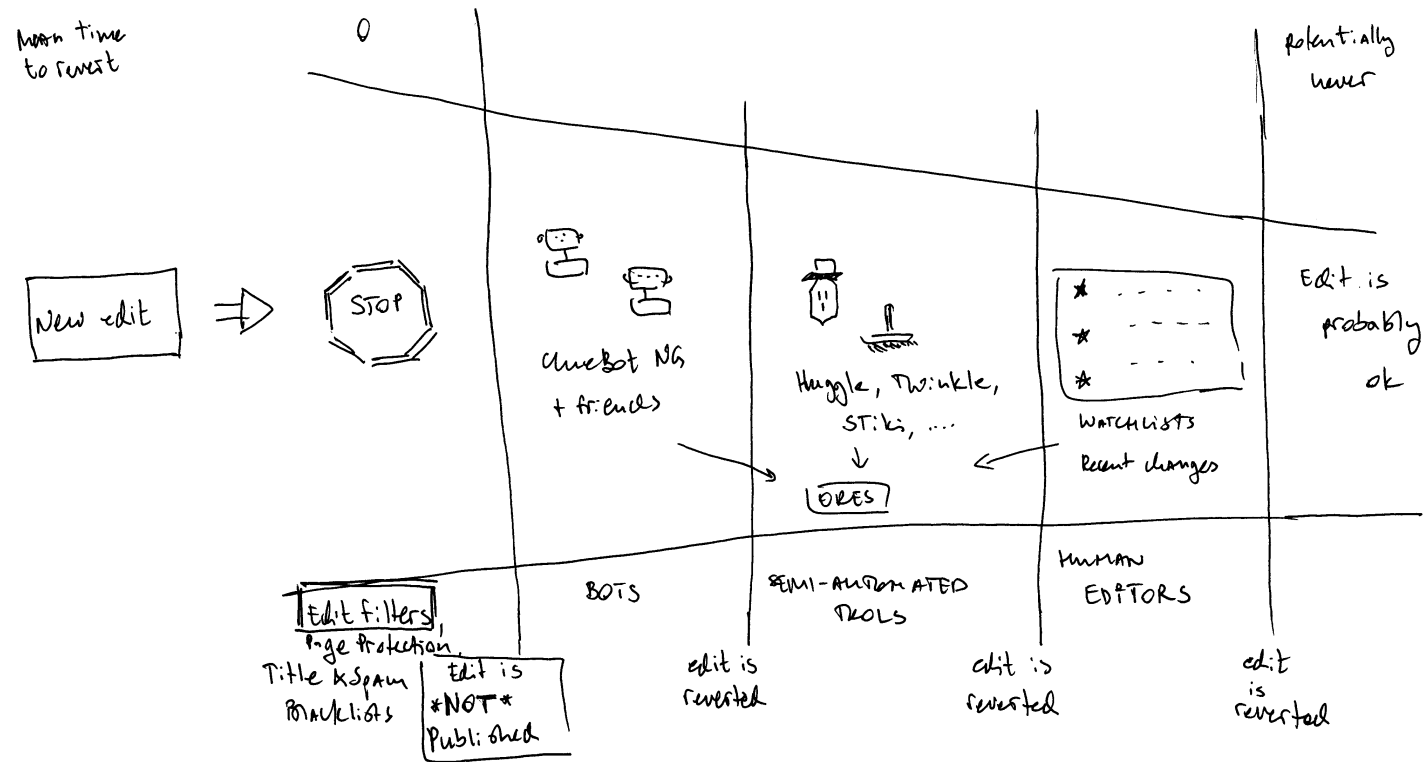 Mean time
to revert
0
potentially
never
New edit
STOP
ClueBot NG
+ friends
Huggle, Twinkle,
STiki, ....
ORES
WATCHLISTS
Recent changes
Edit is
probably
ok
Edit filters,
Page Protection,
Title & Spam
Blacklists
Edit is
*NOT*
Published
BOTS
SEMI-AUTOMATED
TOOLS
HUMAN
EDITORS
edit is
reverted
edit is
reverted
edit
is
reverted